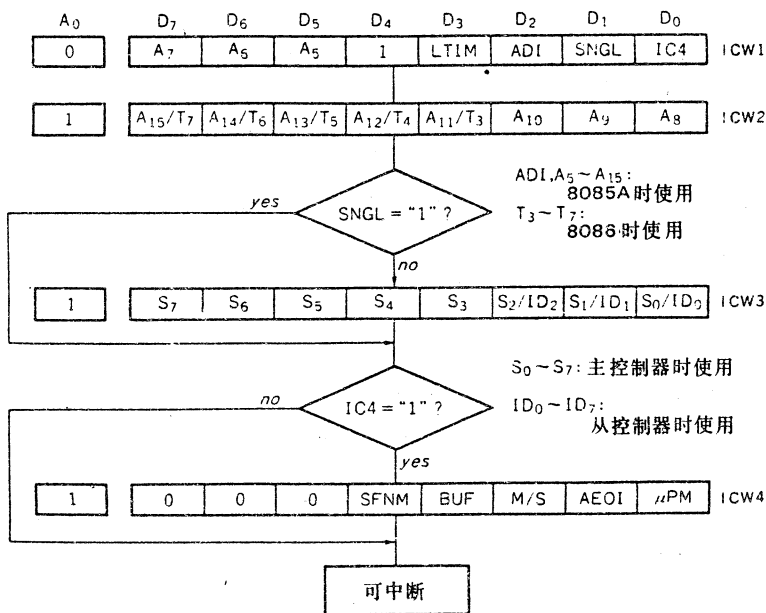 A0 D7 D6 D5 D4 D3 D2 D1 D0
0 A7 A6 A5 1 LTIM ADI SNGL IC4 ICW1
1 A15/T7 A14/T6 A13/T5 A12/T4 A11/T3 A10 A9 A8 ICW2
ADI,A5~A15:
8085A时使用
yes
SNGL="1"?
T3~T7:
8086时使用
no
1 S7 S6 S5 S4 S3 S2/ID2 S1/ID1 S0/ID0 ICW3
S0~S7:主控制器时使用
no
IC4="1"?
ID0~ID7:
从控制器时使用
yes
1 0 0 0 SFNM BUF M/S AEOI μPM ICW4
可中断